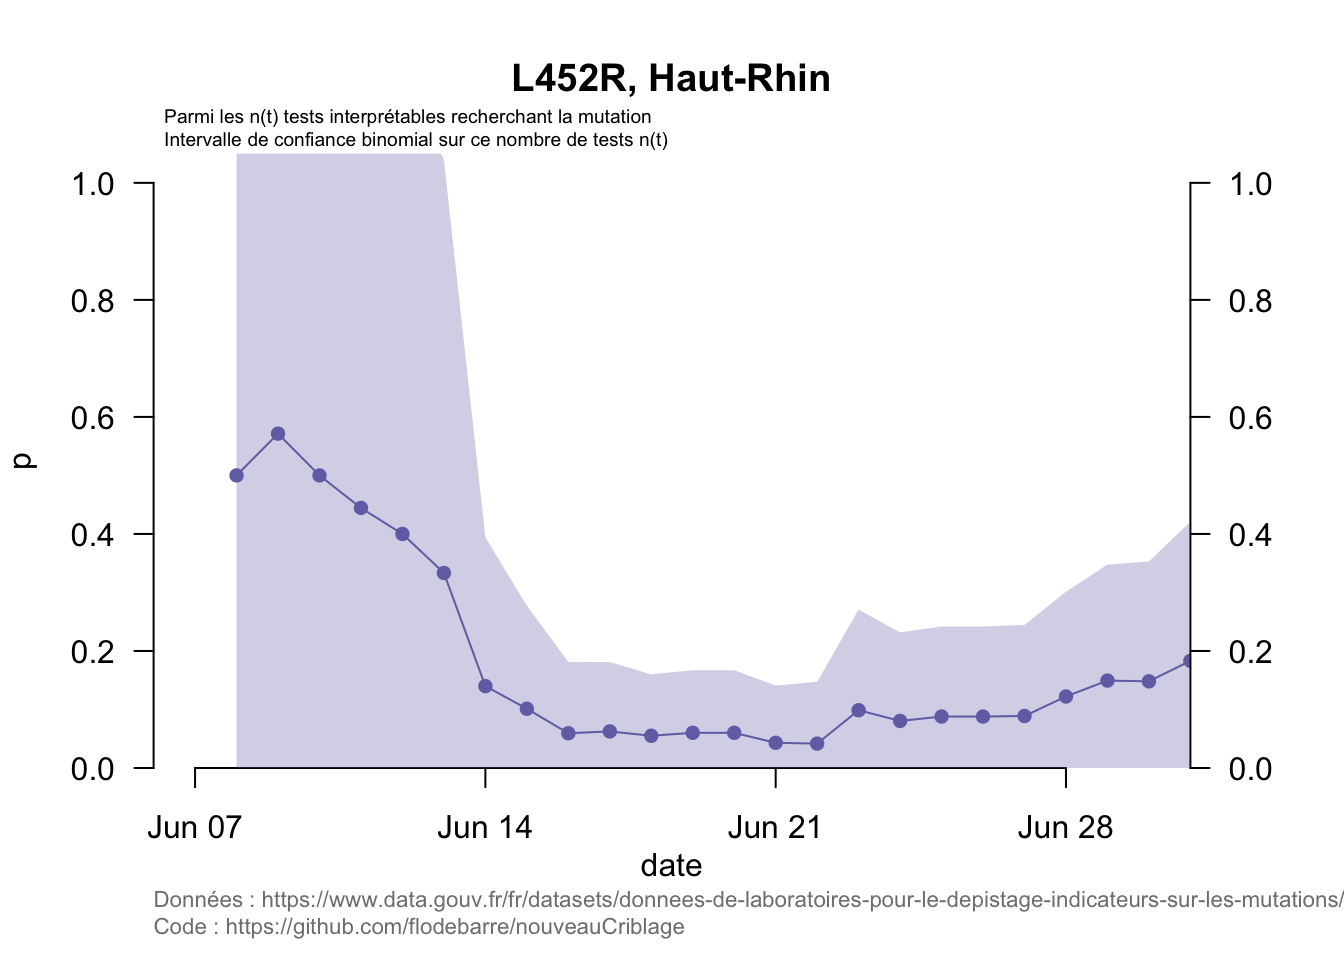 L452R, Haut-Rhin
Parmi les n(t) tests interprétables recherchant la mutation
Intervalle de confiance binomial sur ce nombre de tests n(t)
1.0 1.0
0.8 0.8
0.6 0.6
p
0.4 0.4
0.2 0.2
0.0 0.0
Jun 07 Jun 14 Jun 21 Jun 28
date
Données : https://www.data.gouv.fr/fr/datasets/donnees-de-laboratoires-pour-le-depistage-indicateurs-sur-les-mutations/
Code : https://github.com/flodebarre/nouveauCriblage